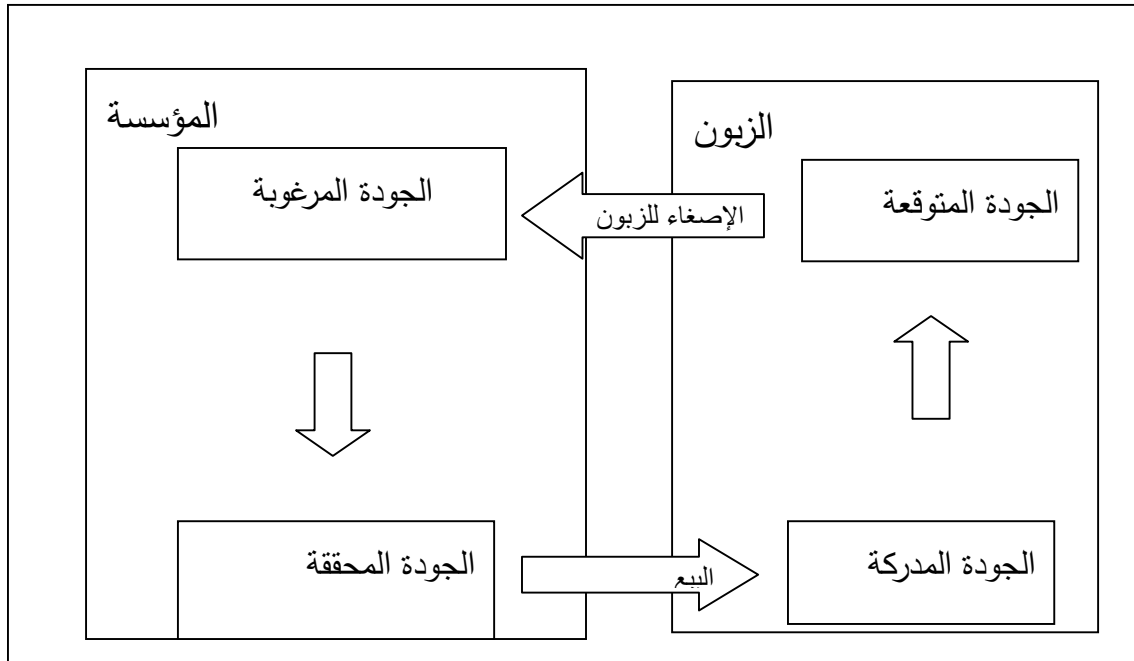 الزبون
المؤسسة
الجودة المتوقعة
الإصغاء للزبون
الجودة المرغوبة
الجودة المدركة
البيع
الجودة المحققة